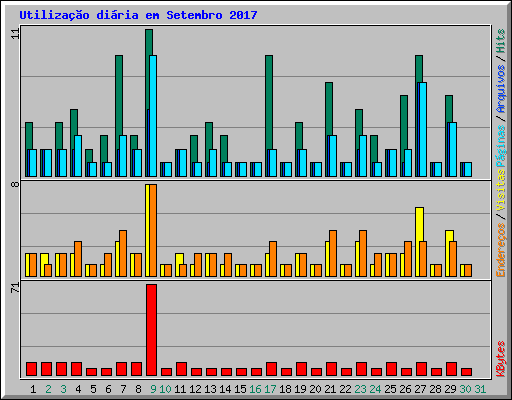 Utilização diária em Setembro 2017
11
8
71
KBytes
Endereços / Visitas
Páginas / Arquivos / Hits
1 2 3 4 5 6 7 8 9 10 11 12 13 14 15 16 17 18 19 20 21 22 23 24 25 26 27 28 29 30 31